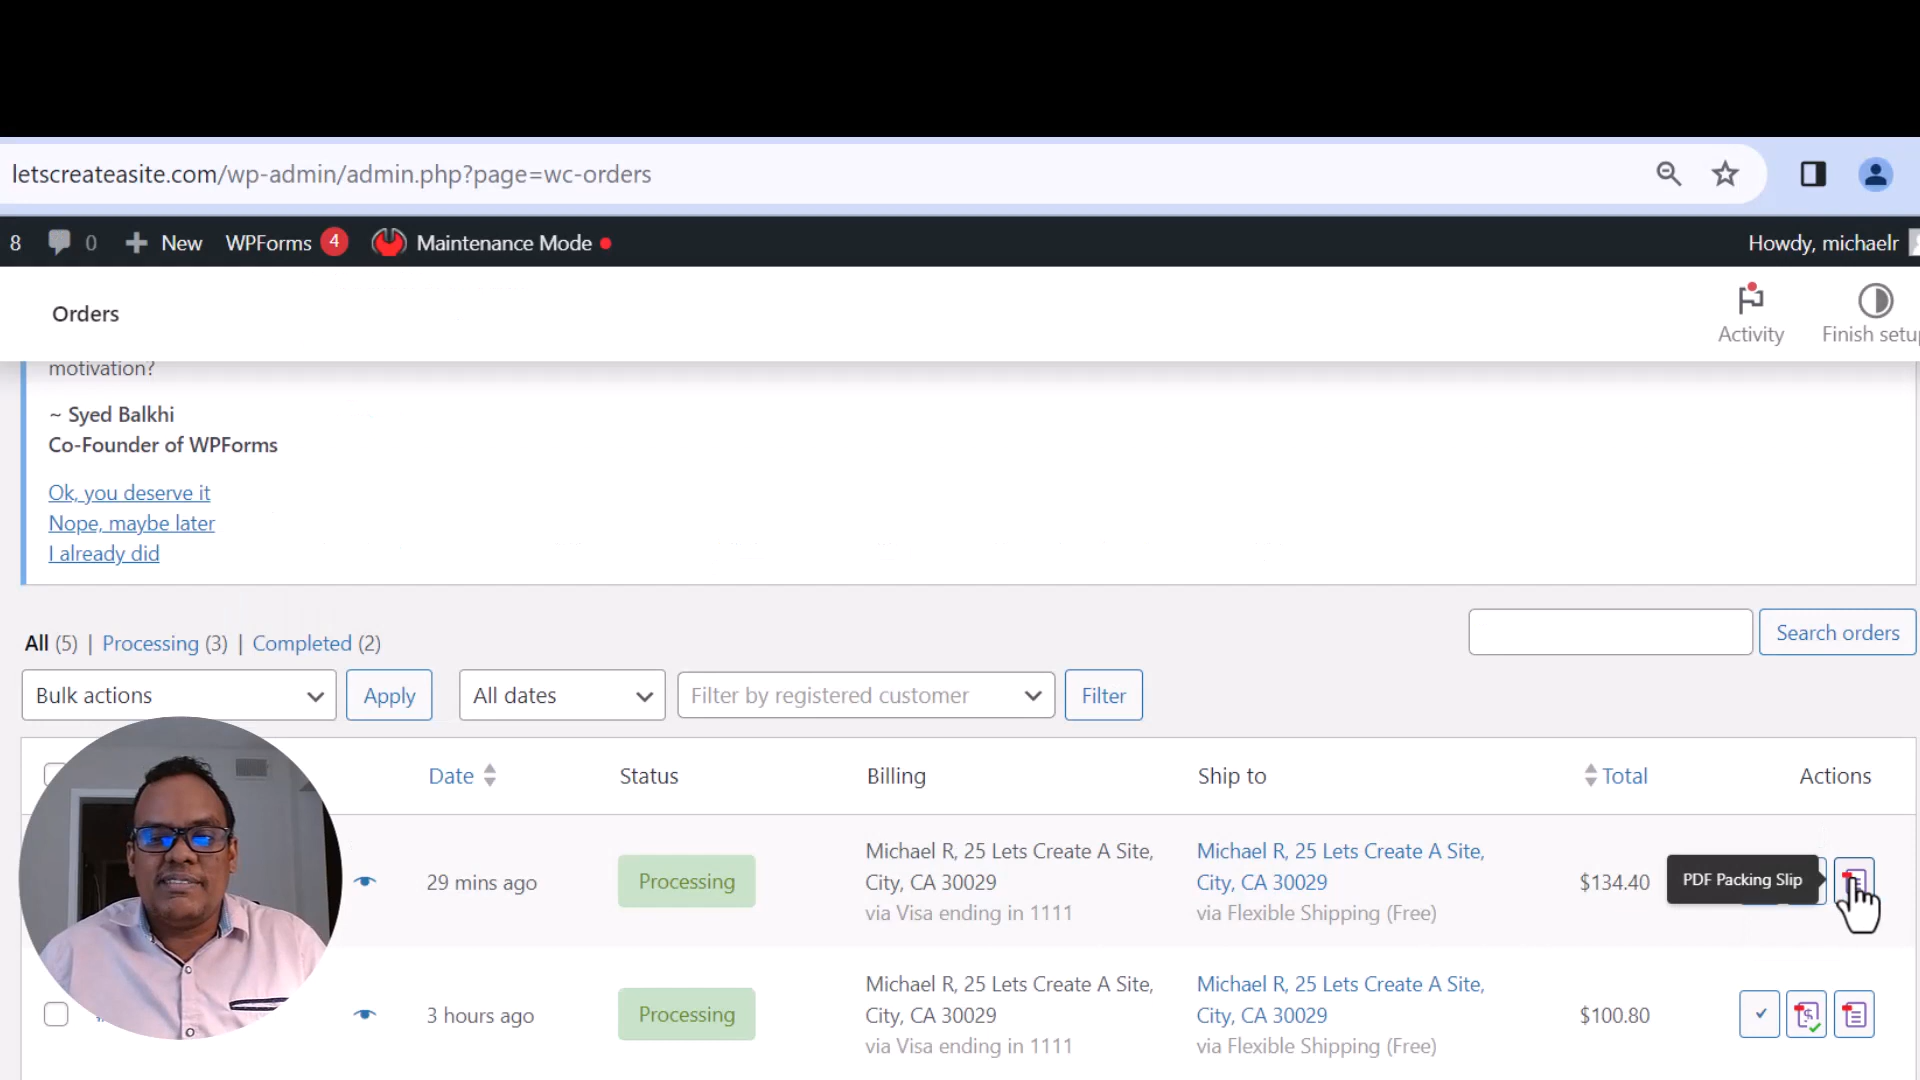 letscreateasite.com/wp-admin/admin.php?page=wc-orders
8 0 New WPForms 4 Maintenance Mode Howdy, michaelr
Orders
Activity
Finish setu
motivation?
~ Syed Balkhi
Co-Founder of WPForms
Ok, you deserve it
Nope, maybe later
I already did
Search orders
All (5) | Processing (3) | Completed (2)
Bulk actions Apply All dates Filter by registered customer Filter
Date Status Billing Ship to Total Actions
29 mins ago Processing Michael R, 25 Lets Create A Site, City, CA 30029 via Visa ending in 1111
Michael R, 25 Lets Create A Site, City, CA 30029 via Flexible Shipping (Free)
$134.40 PDF Packing Slip
3 hours ago Processing Michael R, 25 Lets Create A Site, City, CA 30029 via Visa ending in 1111
Michael R, 25 Lets Create A Site, City, CA 30029 via Flexible Shipping (Free)
$100.80